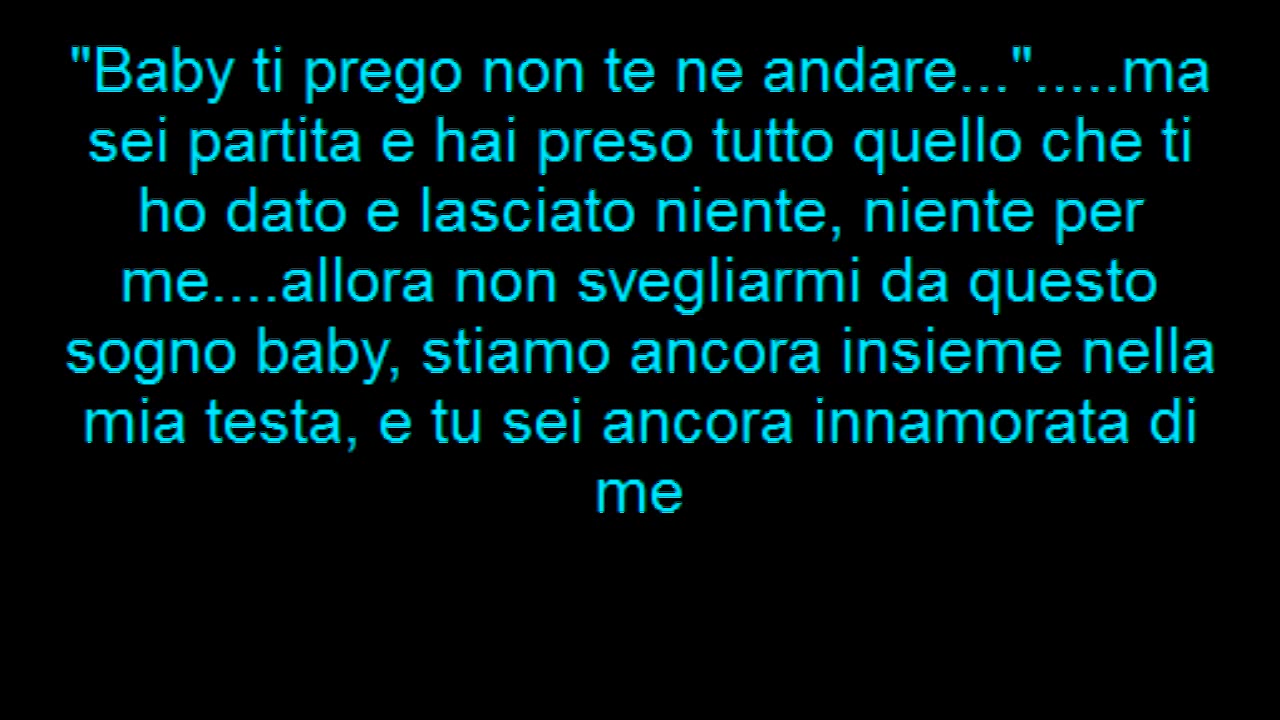 "Baby ti prego non te ne andare...".....ma
sei partita e hai preso tutto quello che ti
ho dato e lasciato niente, niente per
me....allora non svegliarmi da questo
sogno baby, stiamo ancora insieme nella
mia testa, e tu sei ancora innamorata di
me